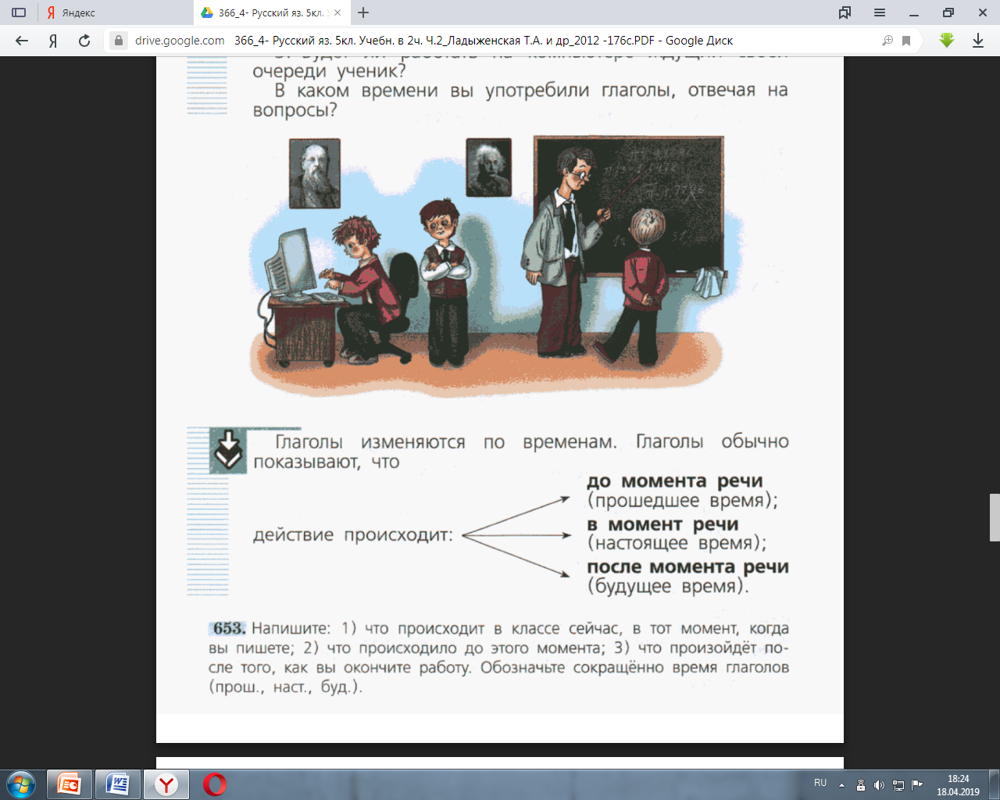 Яндекс
366_4- Русский яз. 5кл.
drive.google.com 366_4- Русский яз. 5кл. Учебн. в 2ч. Ч.2_Ладыженская Т.А. и др_2012 -176с.PDF - Google Диск
очереди ученик?
В каком времени вы употребили глаголы, отвечая на
вопросы?
Глаголы изменяются по временам. Глаголы обычно
показывают, что
до момента речи
(прошедшее время);
действие происходит:
в момент речи
(настоящее время);
после момента речи
(будущее время).
653. Напишите: 1) что происходит в классе сейчас, в тот момент, когда
вы пишете; 2) что происходило до этого момента; 3) что произойдёт по-
сле того, как вы окончите работу. Обозначьте сокращённо время глаголов
(прош., наст., буд.).
RU
18:24
18.04.2019